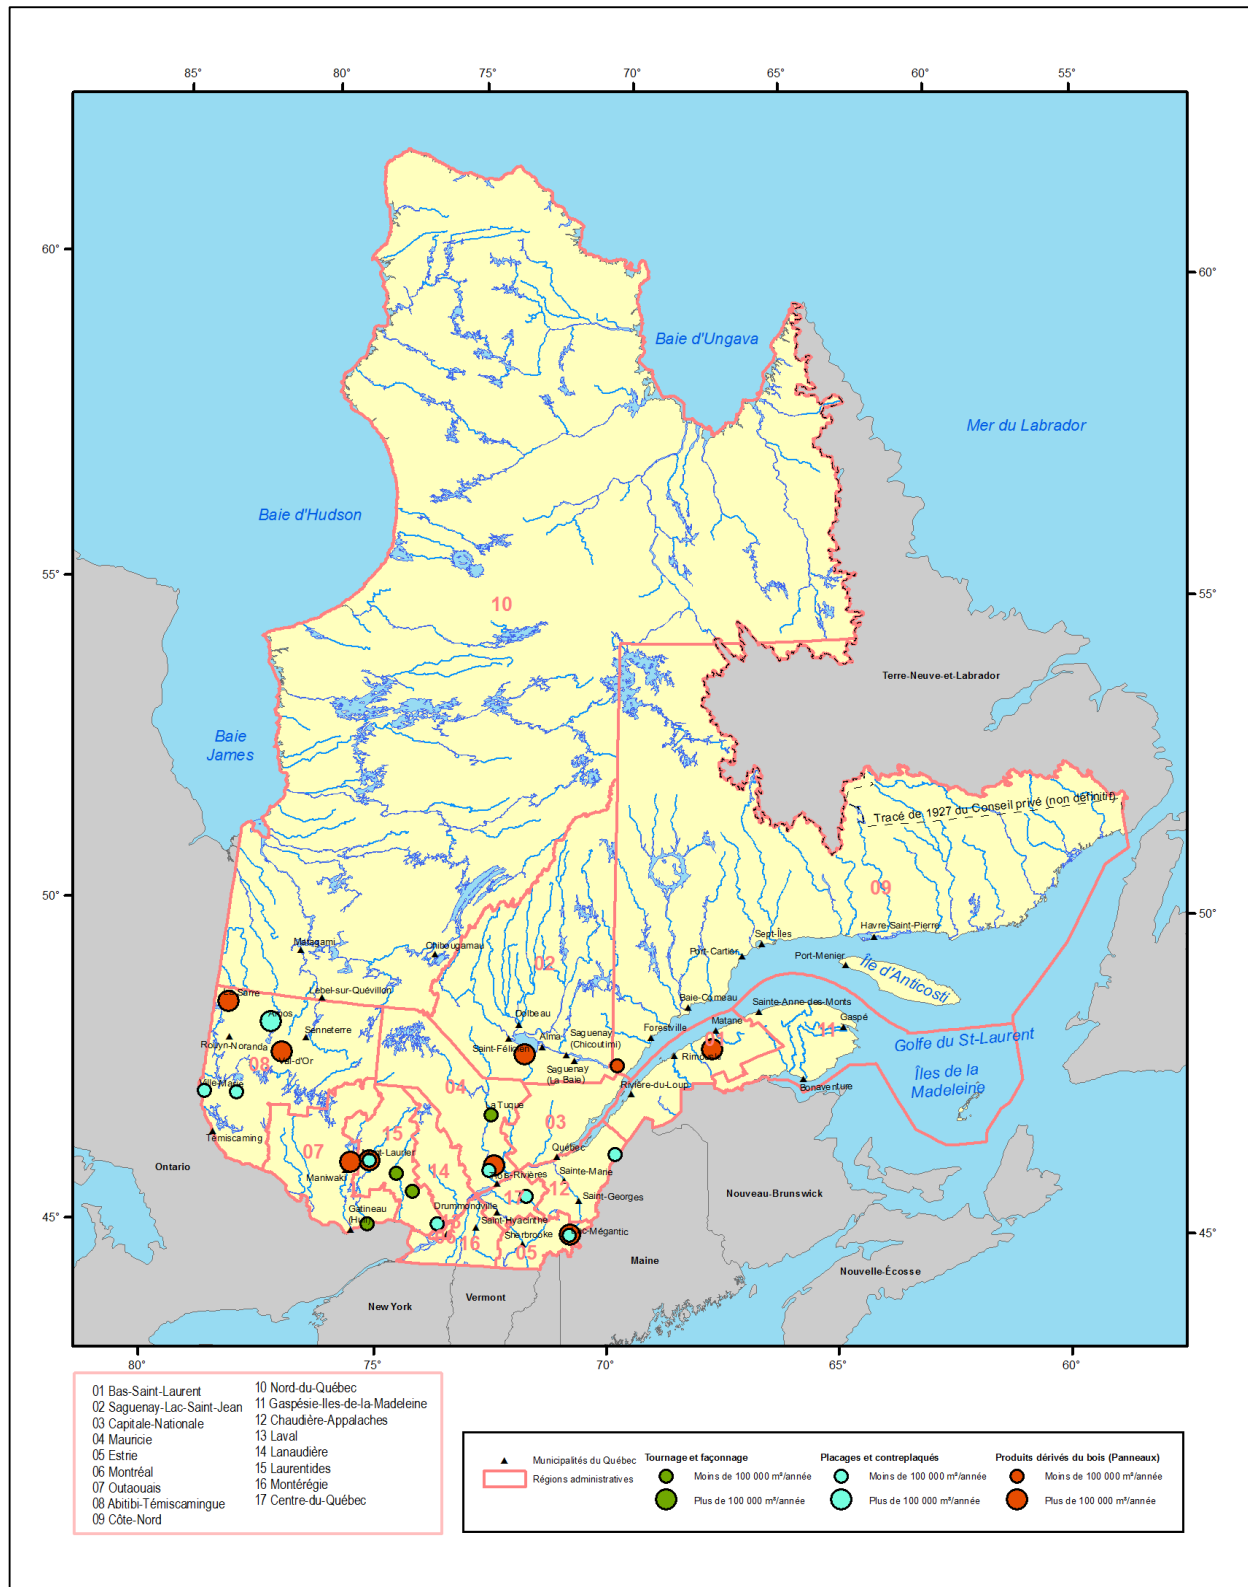 85°
80°
75°
70°
65°
60°
55°
60°
60°
Baie d'Ungava
Mer du Labrador
Baie d'Hudson
55°
55°
10
Terre-Neuve-et-Labrador
Baie
James
Tracé de 1927 du Conseil privé (non définitif)
50°
50°
09
Havre-Saint-Pierre
Sept-Îles
Matagami
Chibougamau
Port-Cartier
Port-Menier
02
Île d'Anticosti
La Sarre
Lebel-sur-Quévillon
Baie-Comeau
Sainte-Anne-des-Monts
Amos
Dolbeau
Gaspé
Matane
Forestville
11
Senneterre
Alma
Saguenay
(Chicoutimi)
01
Golfe du St-Laurent
Rouyn-Noranda
Saint-Félicien
Rimouski
Val-d'Or
08
Saguenay
(La Baie)
Îles de la
Madeleine
Ville-Marie
04
Rivière-du-Loup
Bonaventure
La Tuque
Témiscaming
15
03
07
Mont-Laurier
Québec
Ontario
14
Maniwaki
Trois-Rivières
Sainte-Marie
12
17
Nouveau-Brunswick
Saint-Georges
Drummondville
Gatineau
(Hull)
45°
45°
Saint-Hyacinthe
Lac-Mégantic
Sherbrooke
16
05
Maine
Nouvelle-Écosse
Vermont
New York
80°
75°
70°
65°
60°
01 Bas-Saint-Laurent
02 Saguenay-Lac-Saint-Jean
03 Capitale-Nationale
04 Mauricie
05 Estrie
06 Montréal
07 Outaouais
08 Abitibi-Témiscamingue
09 Côte-Nord
10 Nord-du-Québec
11 Gaspésie-Iles-de-la-Madeleine
12 Chaudière-Appalaches
13 Laval
14 Lanaudière
15 Laurentides
16 Montérégie
17 Centre-du-Québec
Municipalités du Québec
Régions administratives
Tournage et façonnage
Moins de 100 000 m³/année
Plus de 100 000 m³/année
Placages et contreplaqués
Moins de 100 000 m³/année
Plus de 100 000 m³/année
Produits dérivés du bois (Panneaux)
Moins de 100 000 m³/année
Plus de 100 000 m³/année